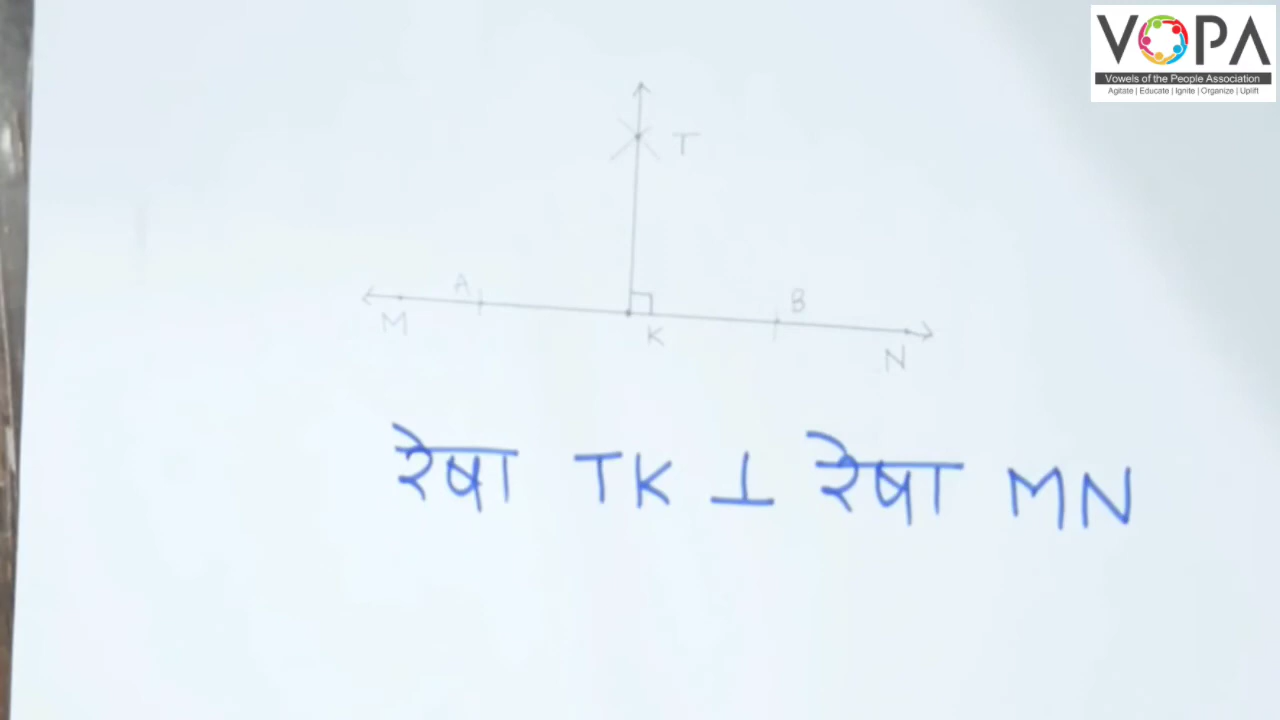 VOPA
Vowels of the People Association
Agitate | Educate | Ignite | Organize | Uplift
T
A
B
M
K
N
रेषा TK ⊥ रेषा MN